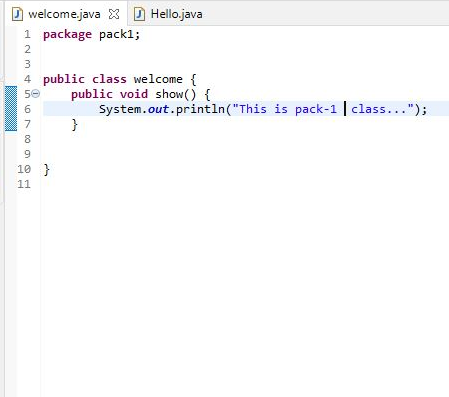 welcome.java Hello.java
1 package pack1;
2
3
4 public class welcome {
5 public void show() {
6 System.out.println("This is pack-1 class...");
7 }
8
9
10 }
11